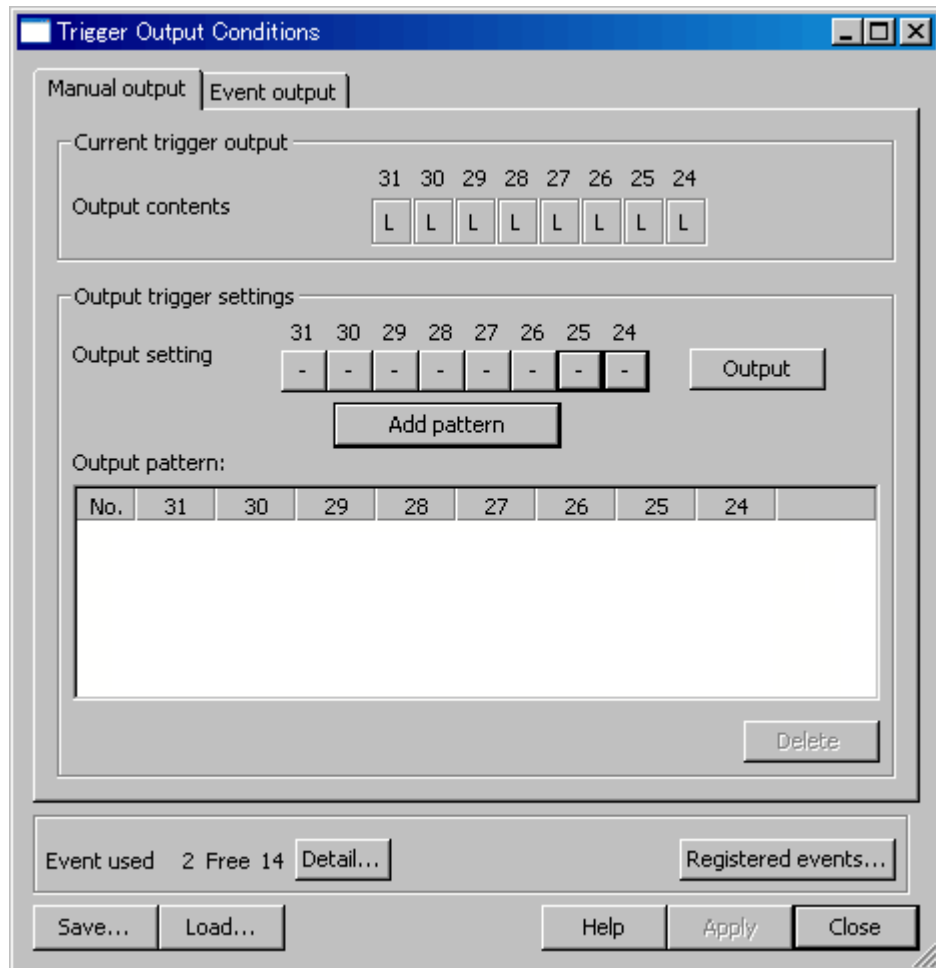 Trigger Output Conditions
Manual output Event output
Current trigger output
31 30 29 28 27 26 25 24
Output contents L L L L L L L L
Output trigger settings
31 30 29 28 27 26 25 24
Output setting - - - - - - - - Output
Add pattern
Output pattern:
No. 31 30 29 28 27 26 25 24
Delete
Event used 2 Free 14 Detail... Registered events...
Save... Load... Help Apply Close